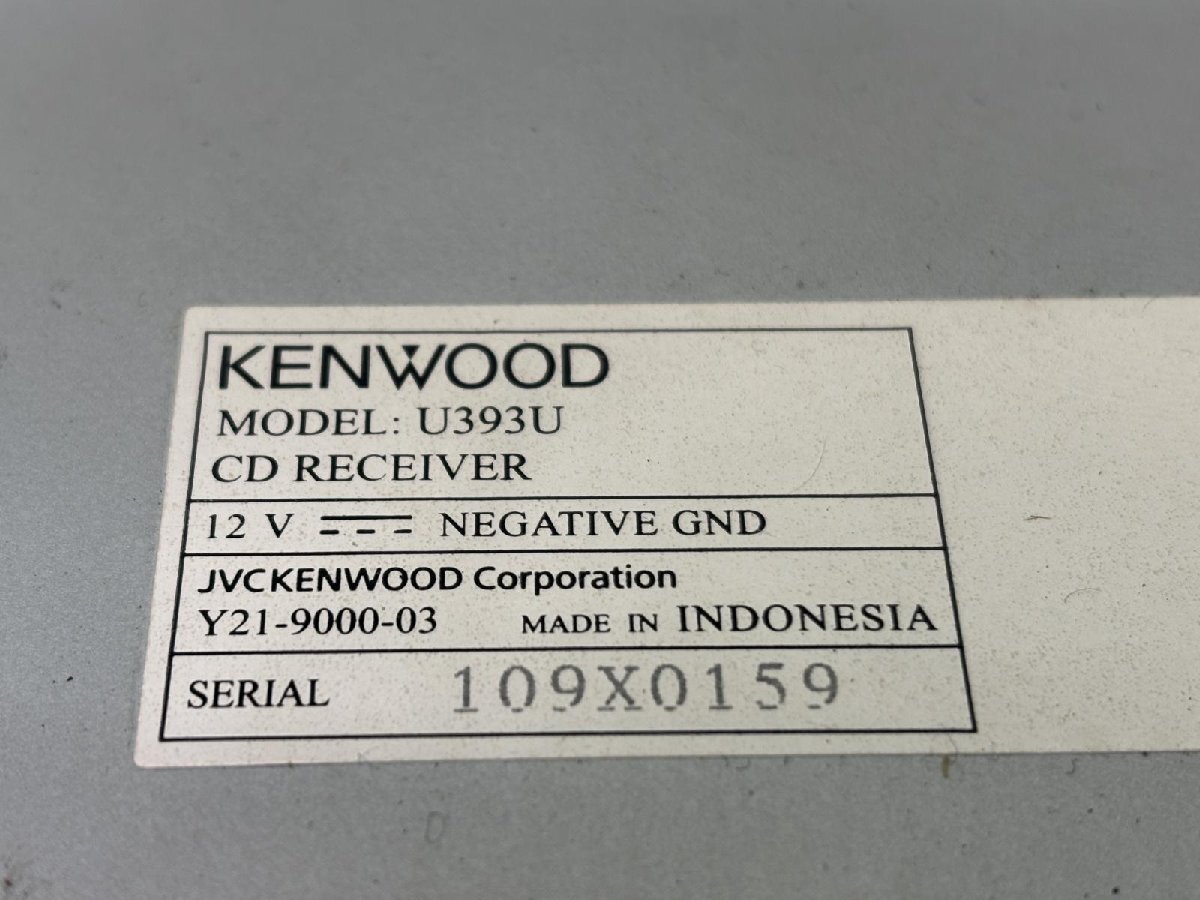 KENWOOD
MODEL: U393U
CD RECEIVER
12 V ⎓ NEGATIVE GND
JVCKENWOOD Corporation
Y21-9000-03 MADE IN INDONESIA
SERIAL 109X0159